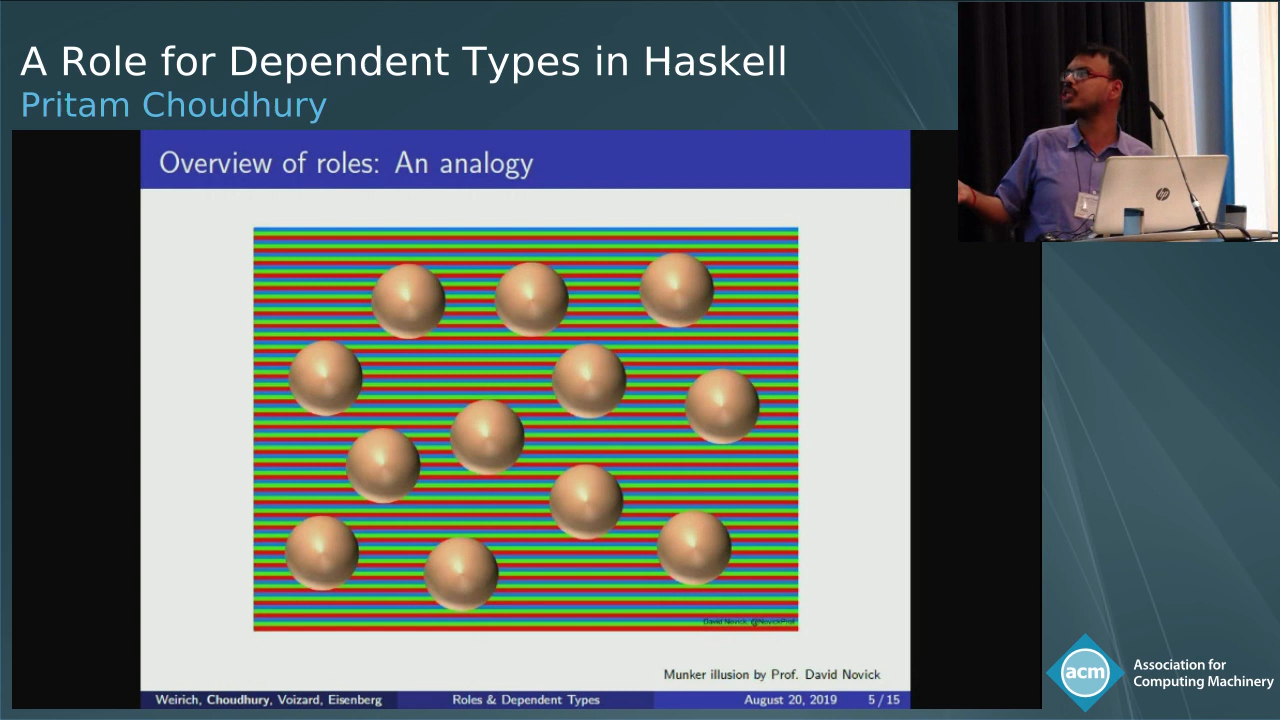 A Role for Dependent Types in Haskell
Pritam Choudhury
Overview of roles: An analogy
hp
David Novick, @NovickProf
Munker illusion by Prof. David Novick
Weirich, Choudhury, Voizard, Eisenberg
Roles & Dependent Types
August 20, 2019
5 / 15
acm
Association for
Computing Machinery